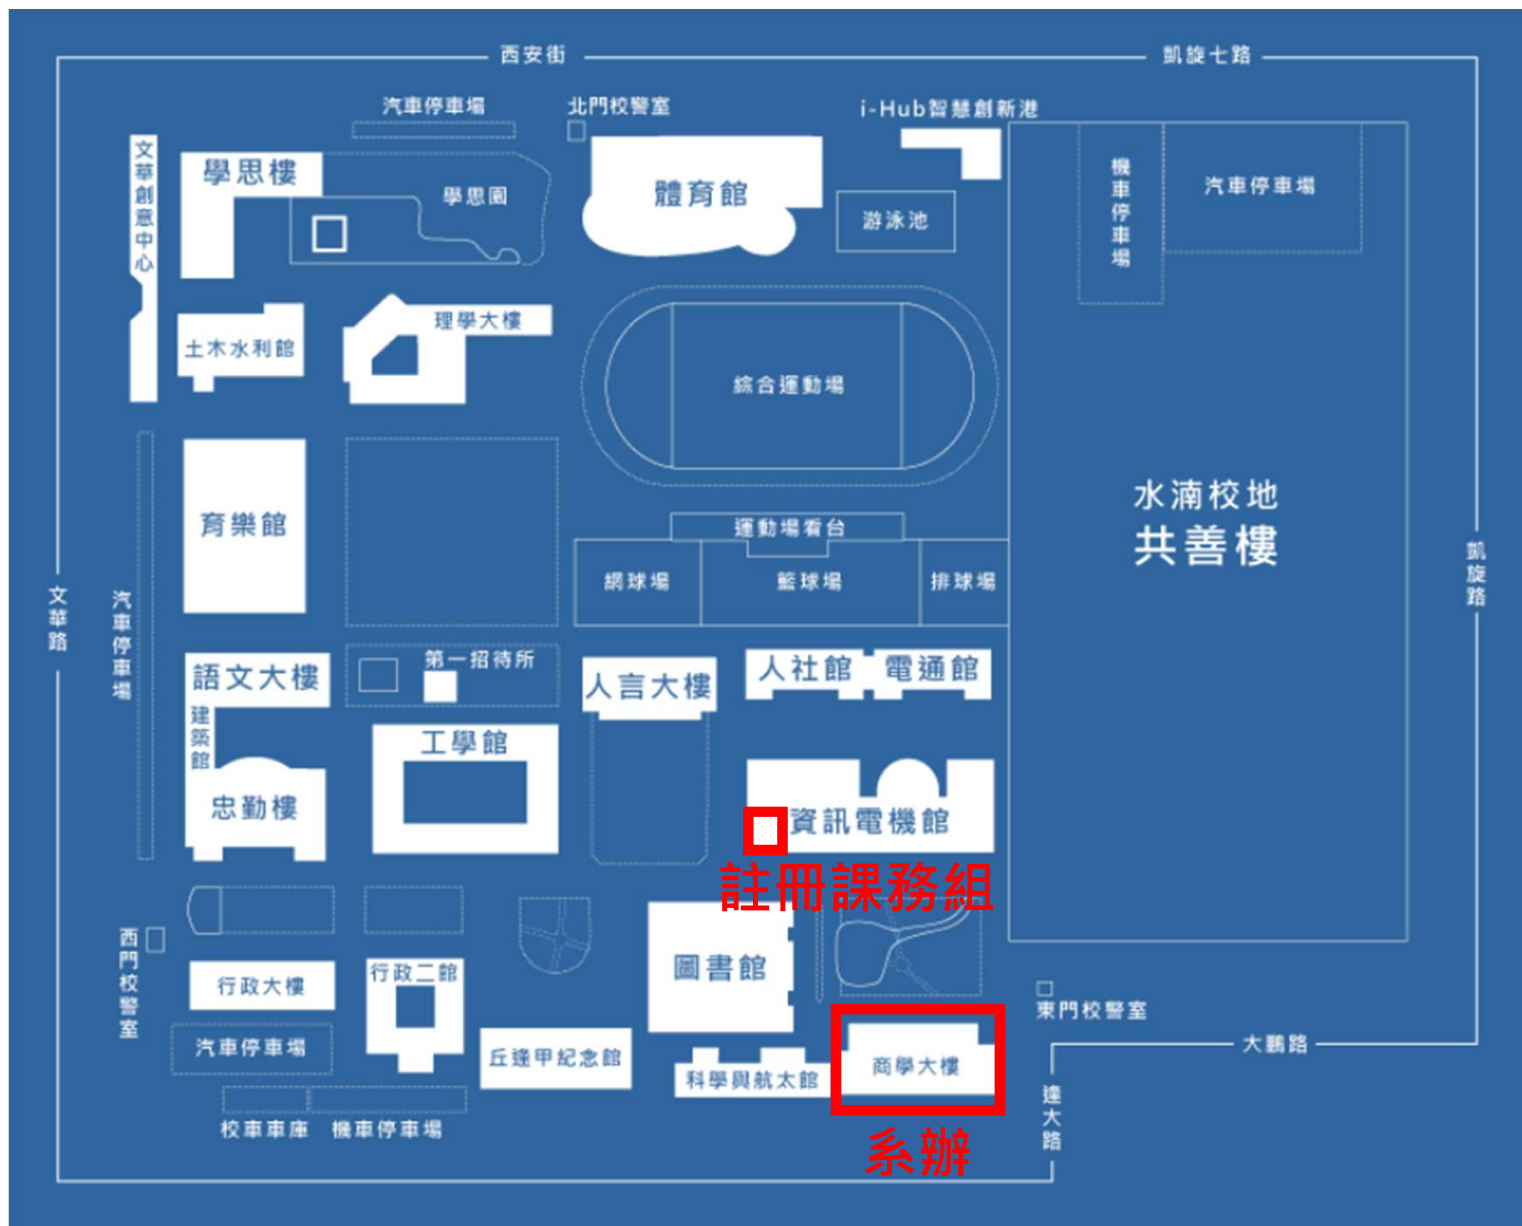 西安街
凱旋七路
汽車停車場
北門校警室
i-Hub智慧創新港
文華創意中心
學思樓
學思園
體育館
游泳池
機車停車場
汽車停車場
土木水利館
理學大樓
綜合運動場
育樂館
運動場看台
網球場
籃球場
排球場
水湳校地
共善樓
凱旋路
文華路
汽車停車場
語文大樓
第一招待所
人言大樓
人社館
電通館
建築館
工學館
忠勤樓
資訊電機館
註冊課務組
西門校警室
行政大樓
行政二館
圖書館
東門校警室
汽車停車場
丘逢甲紀念館
科學與航太館
商學大樓
大鵬路
逢大路
校車車庫
機車停車場
系辦